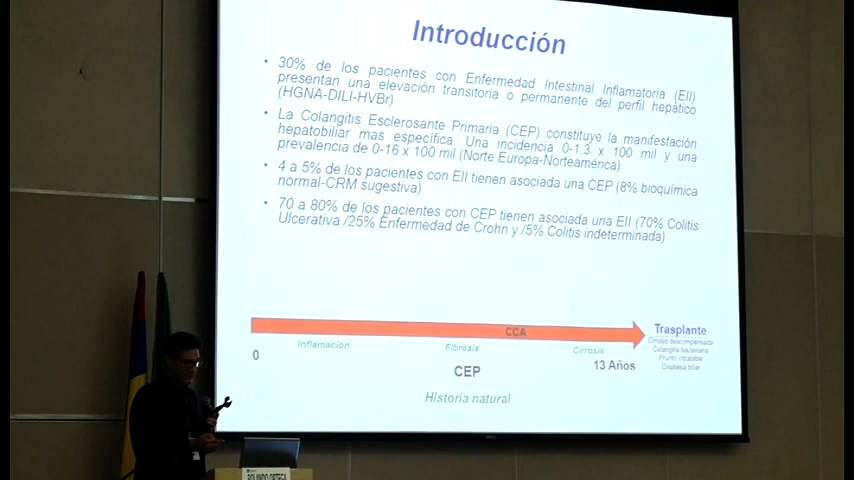 Introducción
• 30% de los pacientes con Enfermedad Intestinal Inflamatoria (EII)
presentan una elevación transitoria o permanente del perfil hepático
(HGNA-DILI-HVBr)
• La Colangitis Esclerosante Primaria (CEP) constituye la manifestación
hepatobiliar mas específica. Una incidencia 0-1.3 x 100 mil y una
prevalencia de 0-16 x 100 mil (Norte Europa-Norteamérica)
• 4 a 5% de los pacientes con EII tienen asociada una CEP (8% bioquímica
normal-CRM sugestiva)
• 70 a 80% de los pacientes con CEP tienen asociada una EII (70% Colitis
Ulcerativa /25% Enfermedad de Crohn y /5% Colitis indeterminada)
CCA
0
Inflamación
Fibrosis
Cirrosis
13 Años
CEP
Historia natural
Trasplante
Cirrosis descompensada
Colangitis bacteriana
Prurito intratable
Displasia biliar
ROLANDO ORTEGA